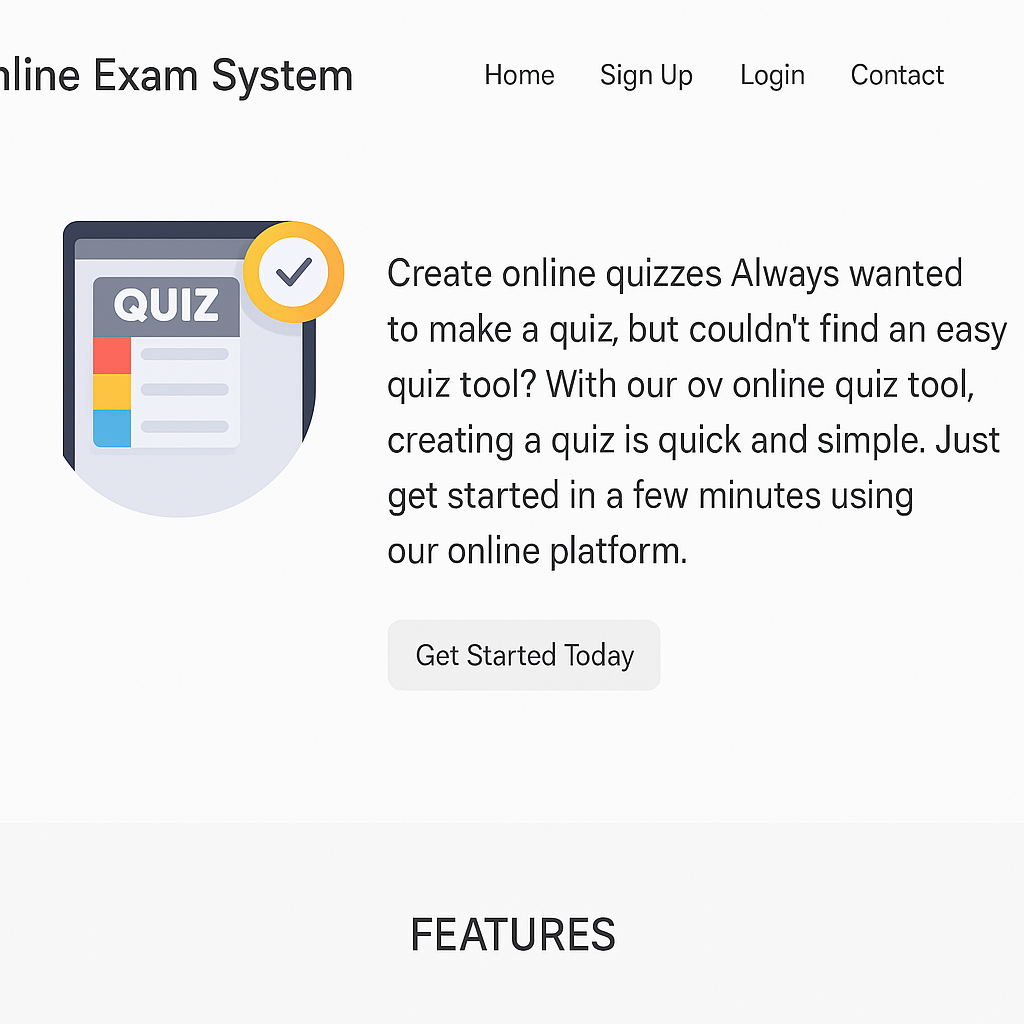 nline Exam System
Home Sign Up Login Contact
QUIZ
Create online quizzes Always wanted
to make a quiz, but couldn't find an easy
quiz tool? With our ov online quiz tool,
creating a quiz is quick and simple. Just
get started in a few minutes using
our online platform.
Get Started Today
FEATURES